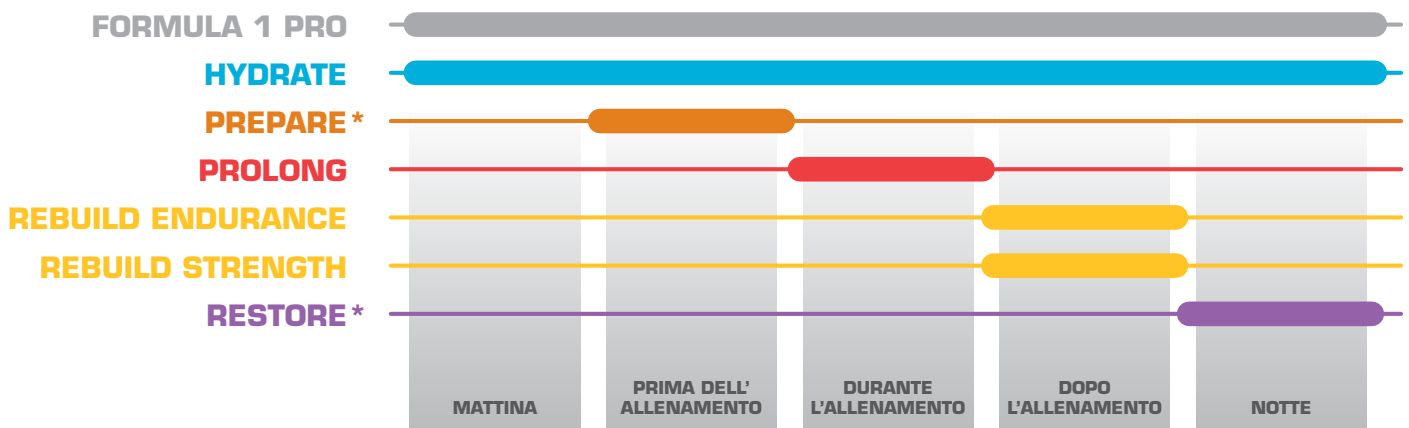 FORMULA 1 PRO
HYDRATE
PREPARE*
PROLONG
REBUILD ENDURANCE
REBUILD STRENGTH
RESTORE*
MATTINA
PRIMA DELL'
ALLENAMENTO
DURANTE
L'ALLENAMENTO
DOPO
L'ALLENAMENTO
NOTTE